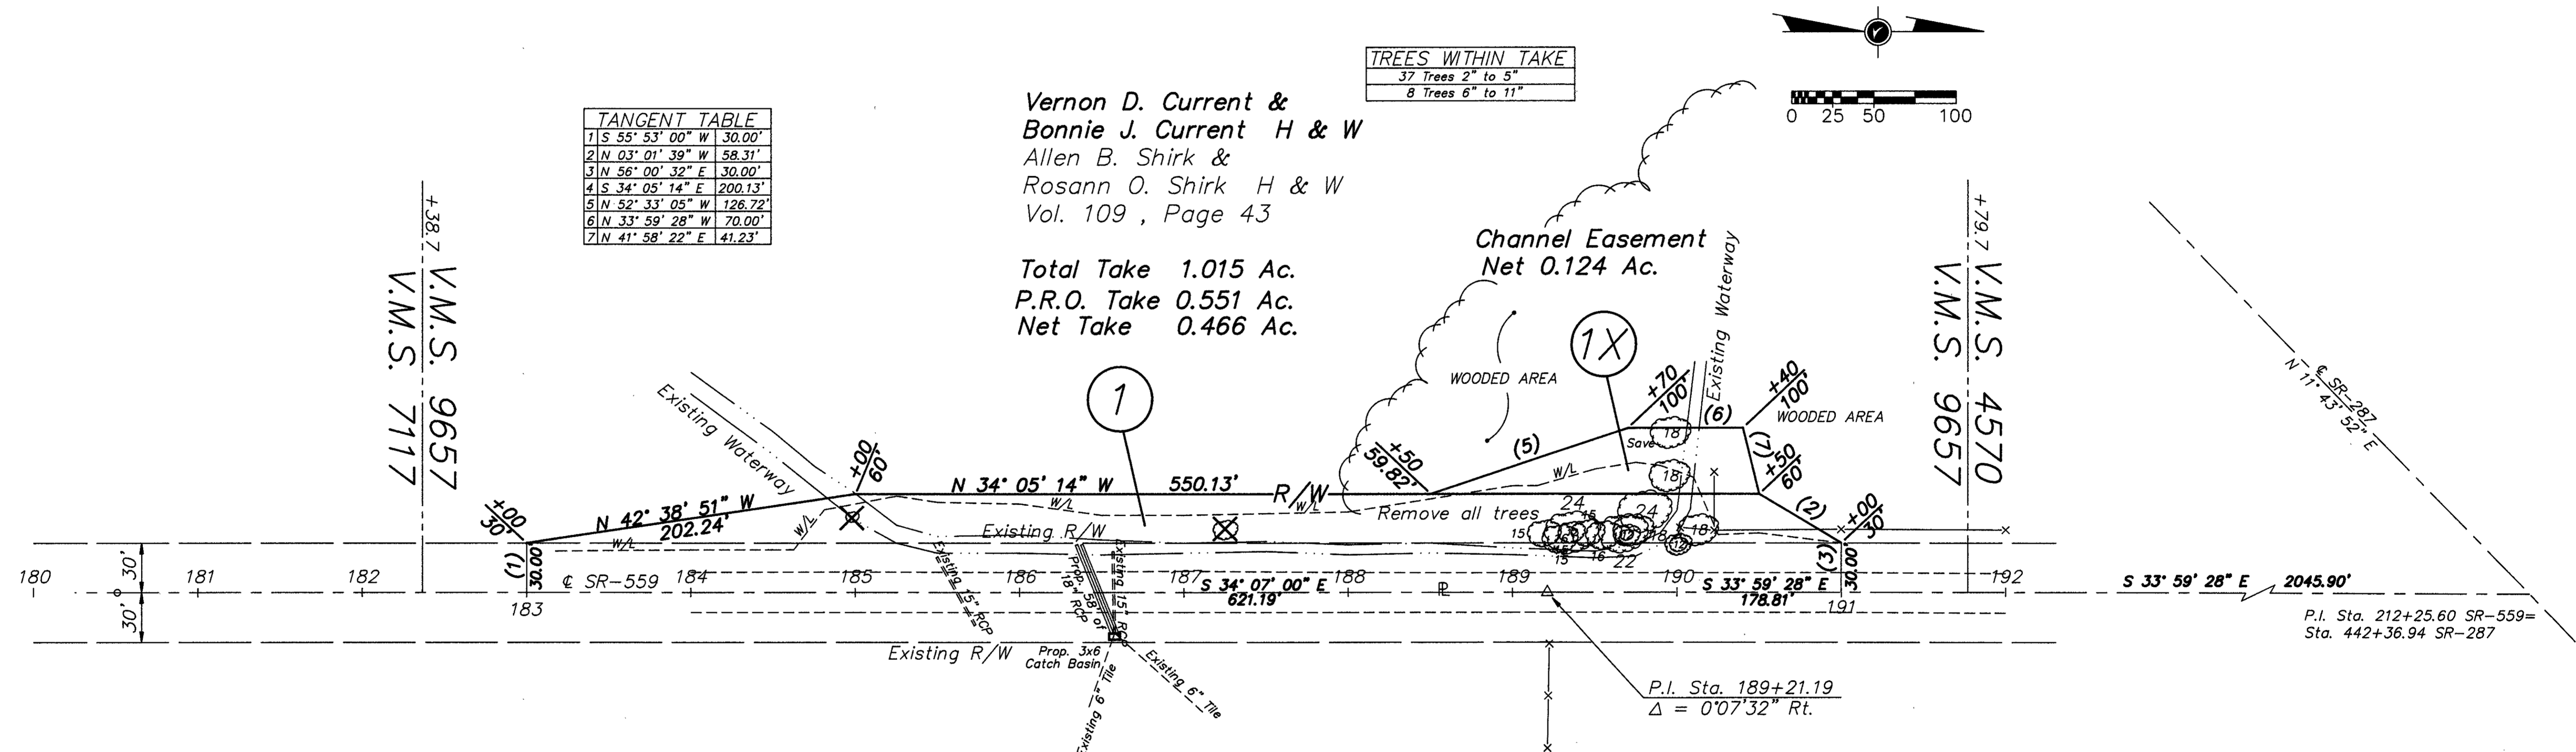 TREES WITHIN TAKE
37 Trees 2" to 5"
8 Trees 6" to 11"
0 25 50 100
TANGENT TABLE
1 S 55° 53' 00" W 30.00'
2 N 03° 01' 39" W 58.31'
3 N 56° 00' 32" E 30.00'
4 S 34° 05' 14" E 200.13'
5 N 52° 33' 05" W 126.72'
6 N 33° 59' 28" W 70.00'
7 N 41° 58' 22" E 41.23'
Vernon D. Current &
Bonnie J. Current H & W
Allen B. Shirk &
Rosann O. Shirk H & W
Vol. 109 , Page 43
Total Take 1.015 Ac.
P.R.O. Take 0.551 Ac.
Net Take 0.466 Ac.
Channel Easement
Net 0.124 Ac.
+38.7
V.M.S. 9657
V.M.S. 7117
+79.7
V.M.S. 4570
V.M.S. 9657
Existing Waterway
1
1X
WOODED AREA
WOODED AREA
Existing Waterway
+70
100'
+40
100'
(6)
(5)
(7)
Save
18
+50
60'
+50
59.82'
+00
60'
N 34° 05' 14" W 550.13'
R/W
W/L
W/L
W/L
W/L
W/L
W/L
18
+00
30'
N 42° 38' 51" W
202.24'
(2)
+00
30'
Remove all trees
24
24
15
15
15
16
18
18
12
12
22
Existing R/W
(1)
30.00'
(3)
30.00'
30'
30'
180 181 182 184 185 186 187 188 189 190 192
183
191
℄ SR-559
Existing 15" RCP
Prop. 58' of
18" RCP
Existing 15" RCP
S 34° 07' 00" E
621.19'
℄
S 33° 59' 28" E
178.81'
S 33° 59' 28" E 2045.90'
℄ SR-287
N 11° 43' 52" E
P.I. Sta. 212+25.60 SR-559=
Sta. 442+36.94 SR-287
Existing R/W
Prop. 3x6
Catch Basin
Existing 6" Tile
Existing 6" Tile
P.I. Sta. 189+21.19
Δ = 0°07'32" Rt.